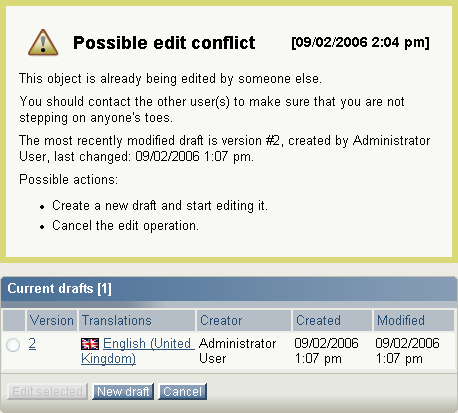 Possible edit conflict [09/02/2006 2:04 pm]
This object is already being edited by someone else.
You should contact the other user(s) to make sure that you are not
stepping on anyone's toes.
The most recently modified draft is version #2, created by Administrator
User, last changed: 09/02/2006 1:07 pm.
Possible actions:
• Create a new draft and start editing it.
• Cancel the edit operation.
Current drafts [1]
Version Translations Creator Created Modified
2 English (United Kingdom) Administrator User 09/02/2006 1:07 pm 09/02/2006 1:07 pm
Edit selected New draft Cancel